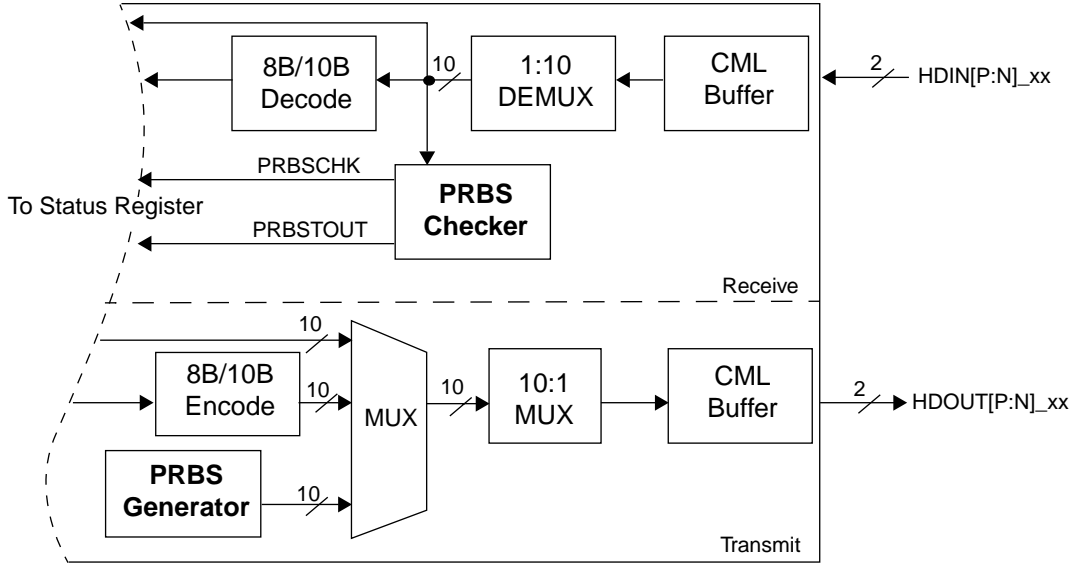 8B/10B
Decode
10
1:10
DEMUX
CML
Buffer
2
HDIN[P:N]_xx
PRBSCHK
PRBS
Checker
To Status Register
PRBSTOUT
Receive
10
8B/10B
Encode
10
MUX
10
10:1
MUX
CML
Buffer
2
HDOUT[P:N]_xx
PRBS
Generator
10
Transmit